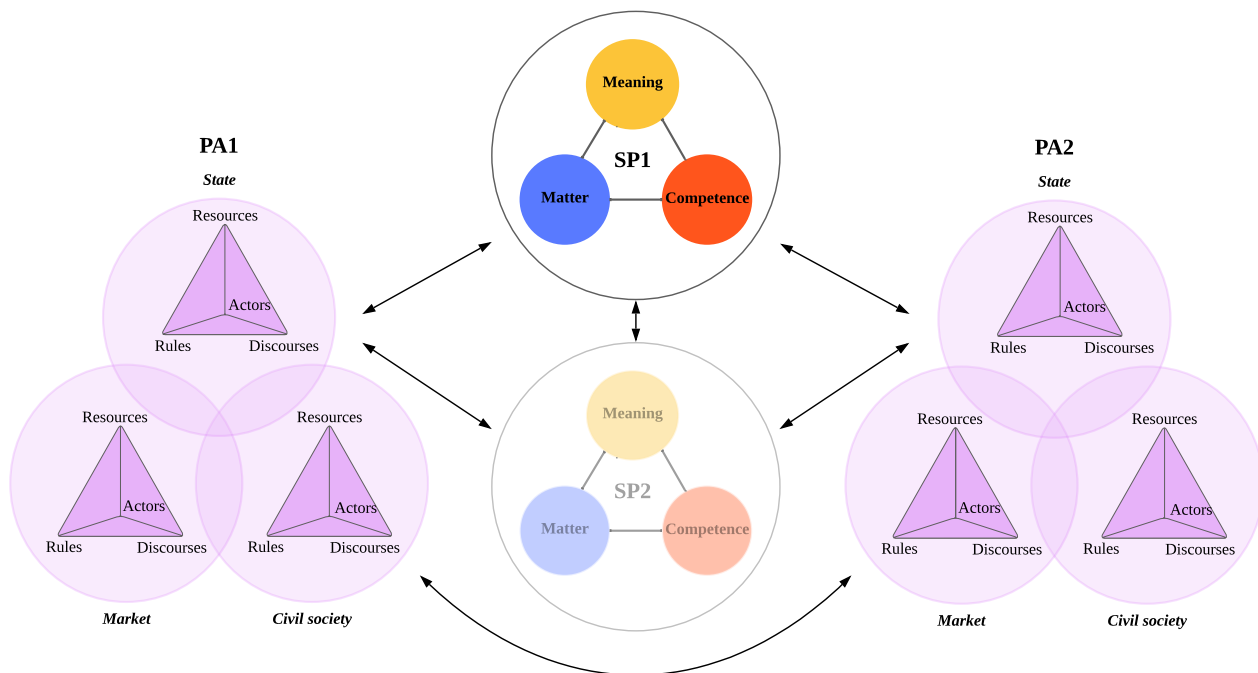 PA1
State
Resources
Actors
Rules
Discourses
Resources
Actors
Rules
Discourses
Market
Resources
Actors
Rules
Discourses
Civil society
Meaning
SP1
Matter
Competence
Meaning
SP2
Matter
Competence
PA2
State
Resources
Actors
Rules
Discourses
Resources
Actors
Rules
Discourses
Market
Resources
Actors
Rules
Discourses
Civil society